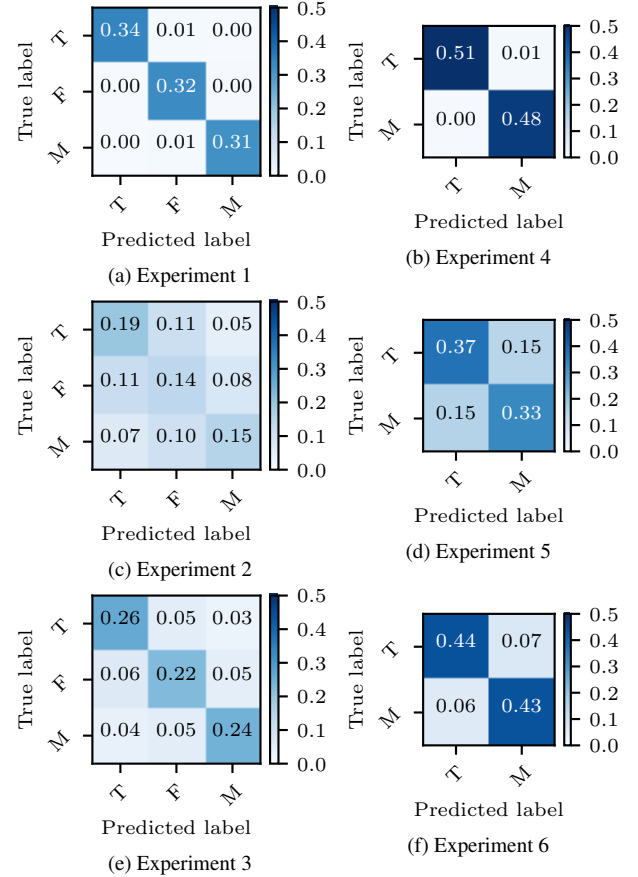 T 0.34 0.01 0.00
F 0.00 0.32 0.00
M 0.00 0.01 0.31
T F M
True label
Predicted label
0.5
0.4
0.3
0.2
0.1
0.0
(a) Experiment 1
T 0.51 0.01
M 0.00 0.48
T M
True label
Predicted label
0.5
0.4
0.3
0.2
0.1
0.0
(b) Experiment 4
T 0.19 0.11 0.05
F 0.11 0.14 0.08
M 0.07 0.10 0.15
T F M
True label
Predicted label
0.5
0.4
0.3
0.2
0.1
0.0
(c) Experiment 2
T 0.37 0.15
M 0.15 0.33
T M
True label
Predicted label
0.5
0.4
0.3
0.2
0.1
0.0
(d) Experiment 5
T 0.26 0.05 0.03
F 0.06 0.22 0.05
M 0.04 0.05 0.24
T F M
True label
Predicted label
0.5
0.4
0.3
0.2
0.1
0.0
(e) Experiment 3
T 0.44 0.07
M 0.06 0.43
T M
True label
Predicted label
0.5
0.4
0.3
0.2
0.1
0.0
(f) Experiment 6